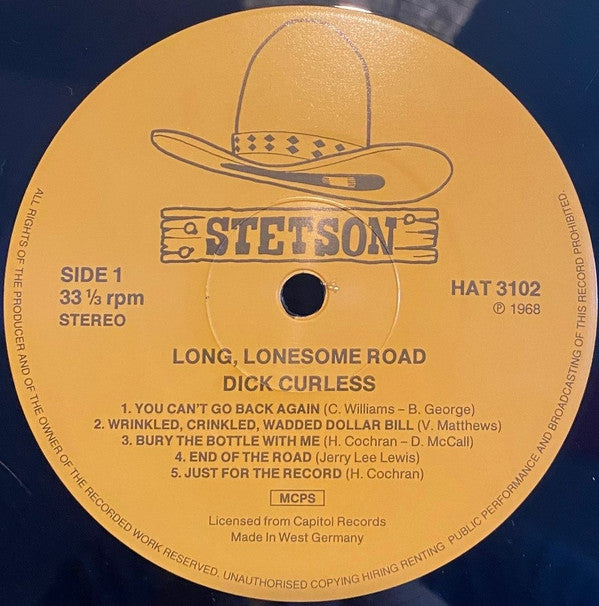 STETSON
SIDE 1
33 ⅓ rpm
STEREO
HAT 3102
℗ 1968
LONG, LONESOME ROAD
DICK CURLESS
1. YOU CAN'T GO BACK AGAIN (C. Williams – B. George)
2. WRINKLED, CRINKLED, WADDED DOLLAR BILL (V. Matthews)
3. BURY THE BOTTLE WITH ME (H. Cochran – D. McCall)
4. END OF THE ROAD (Jerry Lee Lewis)
5. JUST FOR THE RECORD (H. Cochran)
MCPS
Licensed from Capitol Records
Made In West Germany
ALL RIGHTS OF THE PRODUCER AND OF THE OWNER OF THE RECORDED WORK RESERVED. UNAUTHORISED COPYING HIRING RENTING PUBLIC PERFORMANCE AND BROADCASTING OF THIS RECORD PROHIBITED.